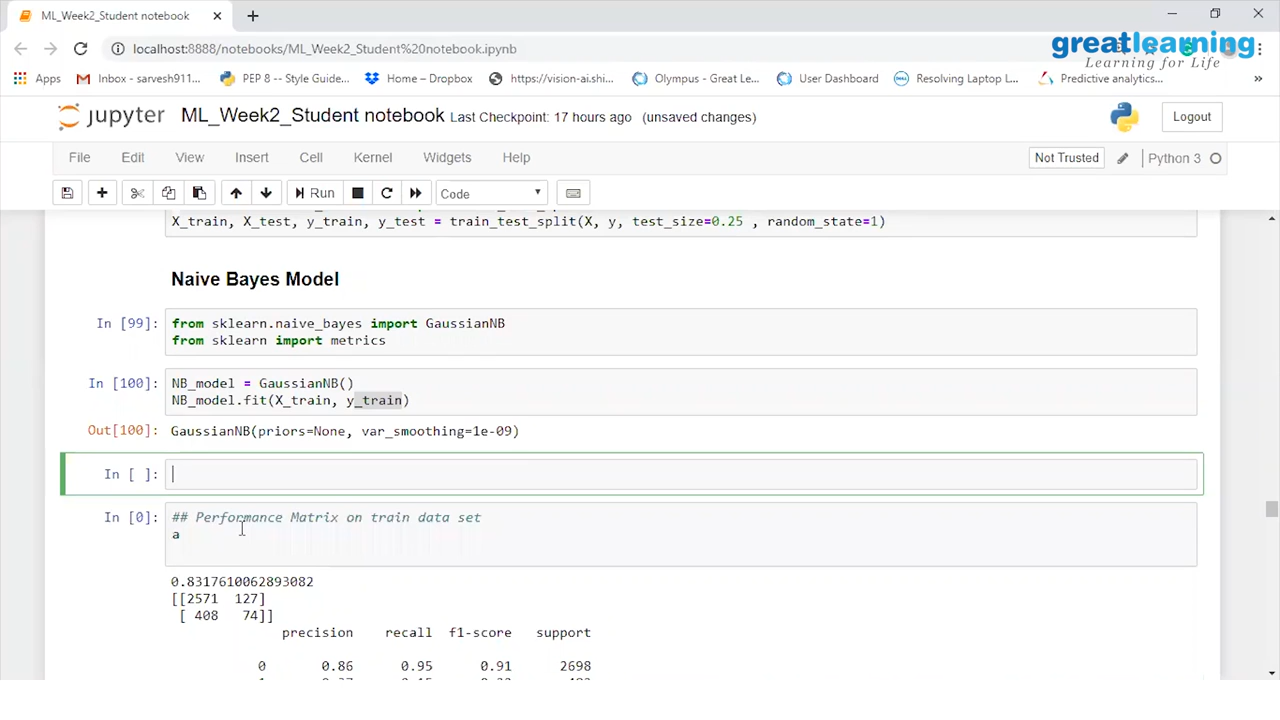 ML_Week2_Student notebook
localhost:8888/notebooks/ML_Week2_Student%20notebook.ipynb
greatlearning
Learning for Life
Apps
Inbox - sarvesh911...
PEP 8 -- Style Guide...
Home – Dropbox
https://vision-ai.shi...
Olympus - Great Le...
User Dashboard
Resolving Laptop L...
Predictive analytics...
»
jupyter ML_Week2_Student notebook Last Checkpoint: 17 hours ago (unsaved changes)
Logout
File Edit View Insert Cell Kernel Widgets Help
Not Trusted
Python 3
Run
Code
X_train, X_test, y_train, y_test = train_test_split(X, y, test_size=0.25 , random_state=1)
Naive Bayes Model
In [99]: from sklearn.naive_bayes import GaussianNB
from sklearn import metrics
In [100]: NB_model = GaussianNB()
NB_model.fit(X_train, y_train)
Out[100]: GaussianNB(priors=None, var_smoothing=1e-09)
In [ ]:
In [0]: ## Performance Matrix on train data set
a
0.8317610062893082
[[2571 127]
[ 408 74]]
precision recall f1-score support
0 0.86 0.95 0.91 2698